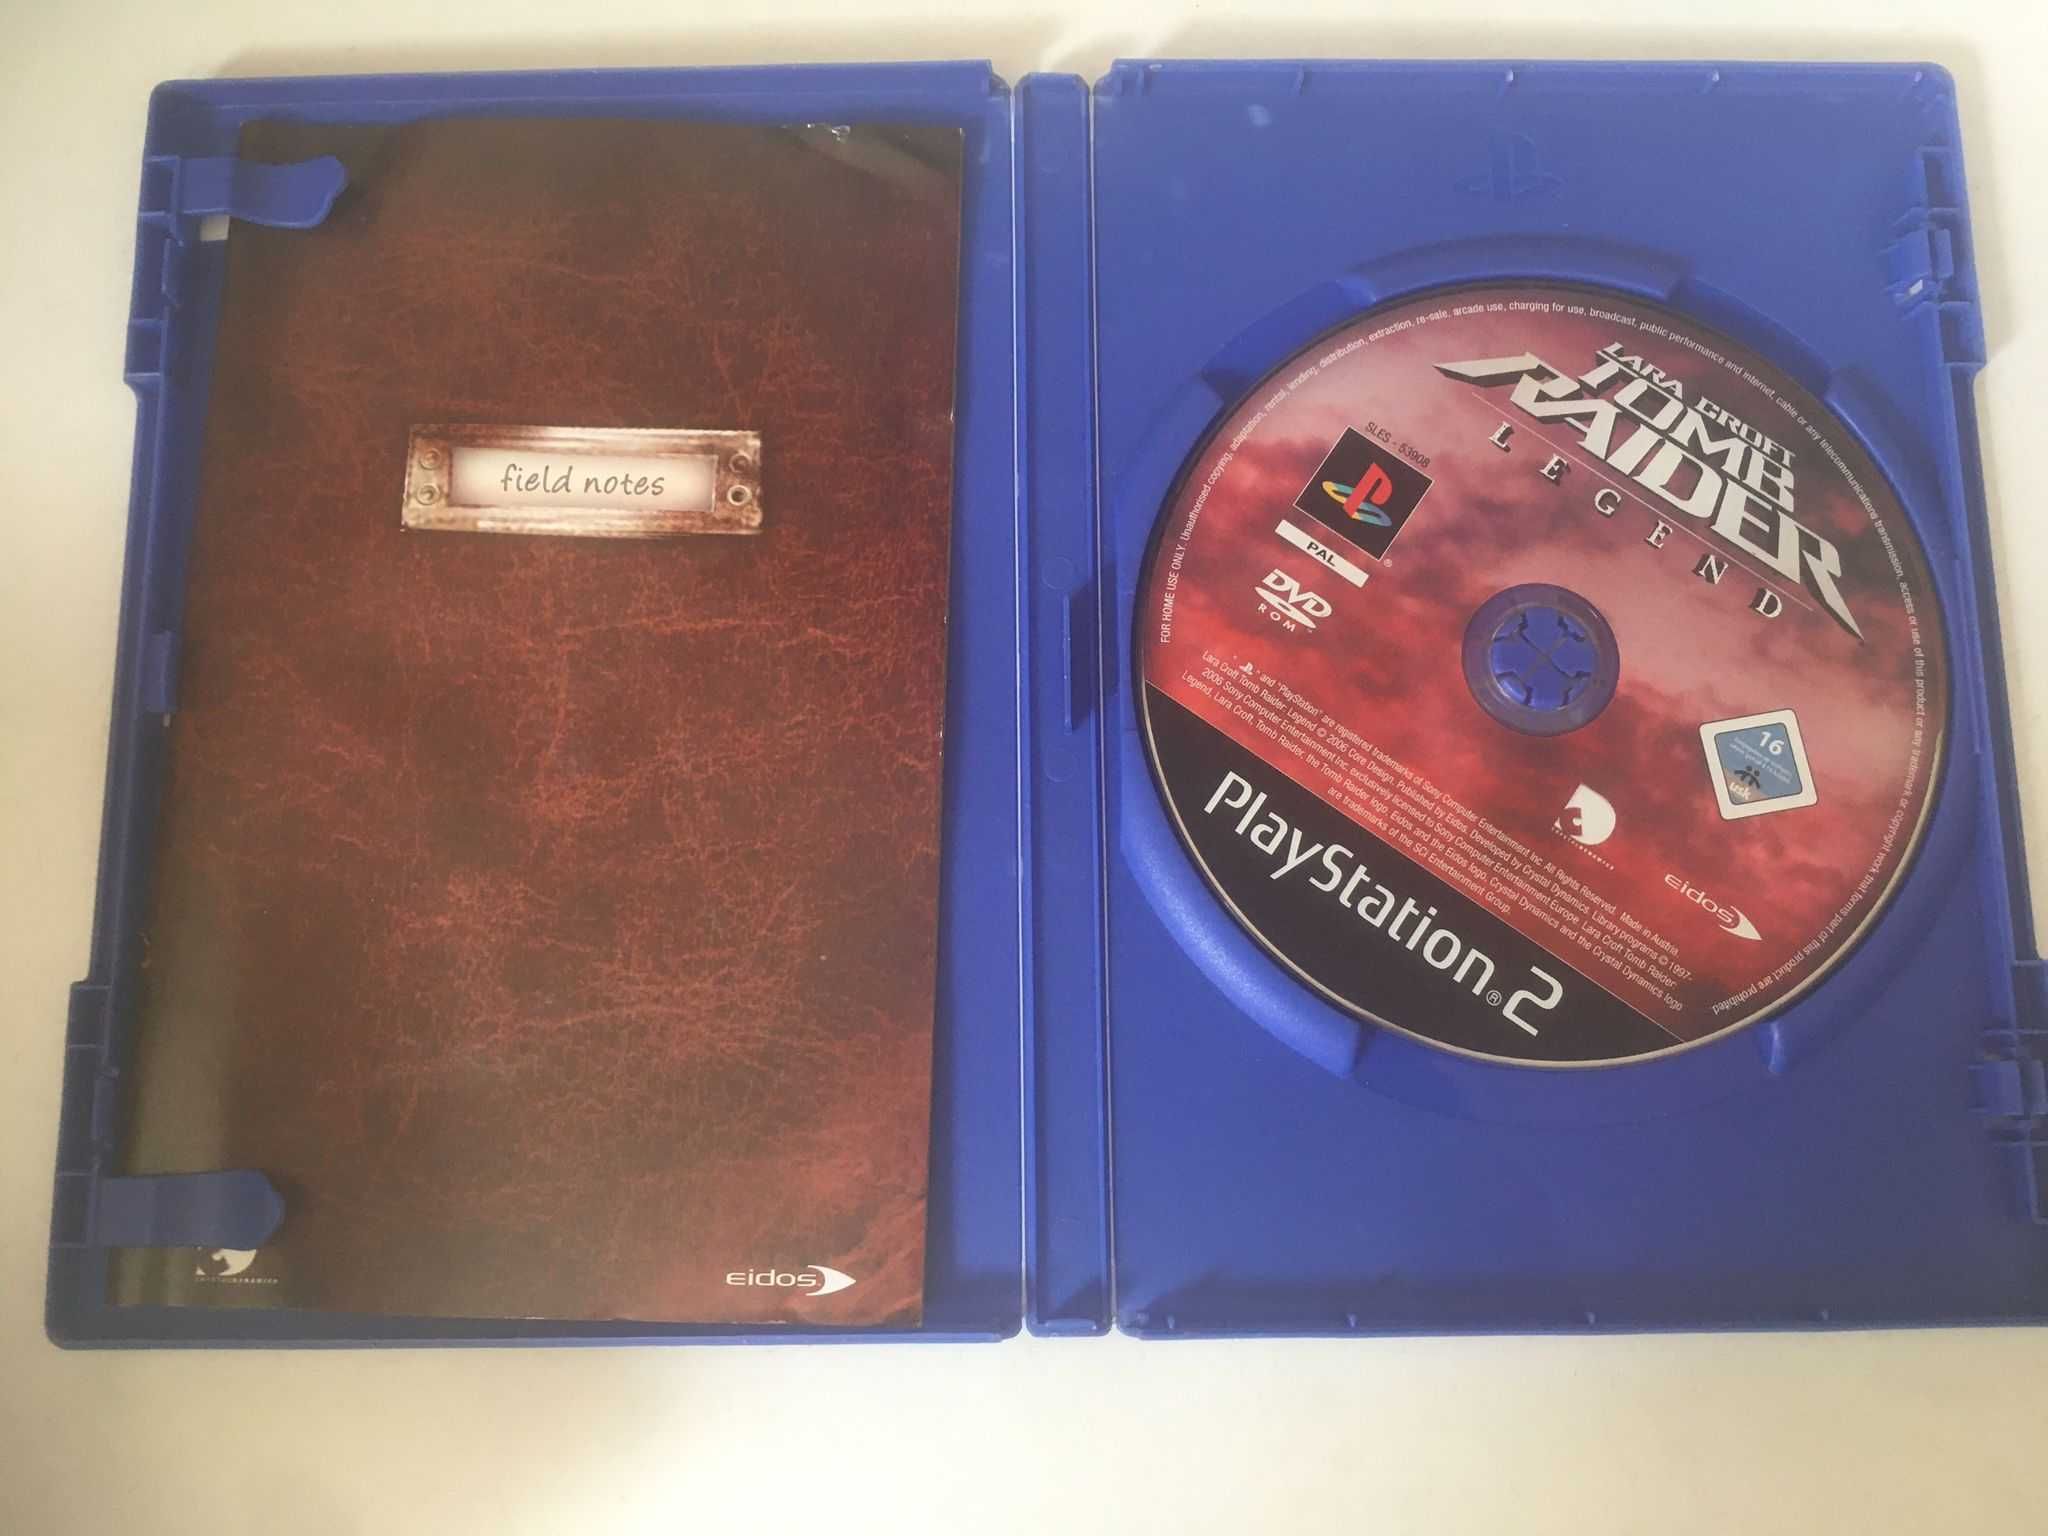 field notes
CRYSTAL DYNAMICS
eidos
FOR HOME USE ONLY. Unauthorised copying, adaptation, rental, lending, distribution, extraction, re-sale, arcade use, charging for use, broadcast, public performance and internet, cable or any telecommunications transmission, access or use of this product or any trademark or copyright work that forms part of this product are prohibited.
LARA CROFT
TOMB
RAIDER
LEGEND
SLES - 53908
PAL
DVD
ROM
16
usk
" " and "PlayStation" are registered trademarks of Sony Computer Entertainment Inc. All Rights Reserved. Made in Austria.
Lara Croft Tomb Raider: Legend © 2006 Core Design. Published by Eidos. Developed by Crystal Dynamics. Library programs © 1997-
2006 Sony Computer Entertainment Inc. exclusively licensed to Sony Computer Entertainment Europe. Lara Croft Tomb Raider:
Legend, Lara Croft, Tomb Raider, the Tomb Raider logo, Eidos and the Eidos logo, Crystal Dynamics and the Crystal Dynamics logo
are trademarks of the SCi Entertainment Group.
CRYSTAL DYNAMICS
eidos
PlayStation®2